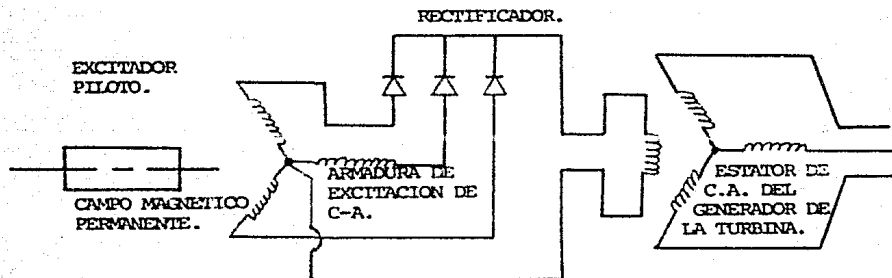 RECTIFICADOR.
EXCITADOR
PILOTO.
CAMPO MAGNETICO
PERMANENTE.
ARMADURA DE
EXCITACION DE
C-A.
ESTATOR DE
C.A. DEL
GENERADOR DE
LA TURBINA.